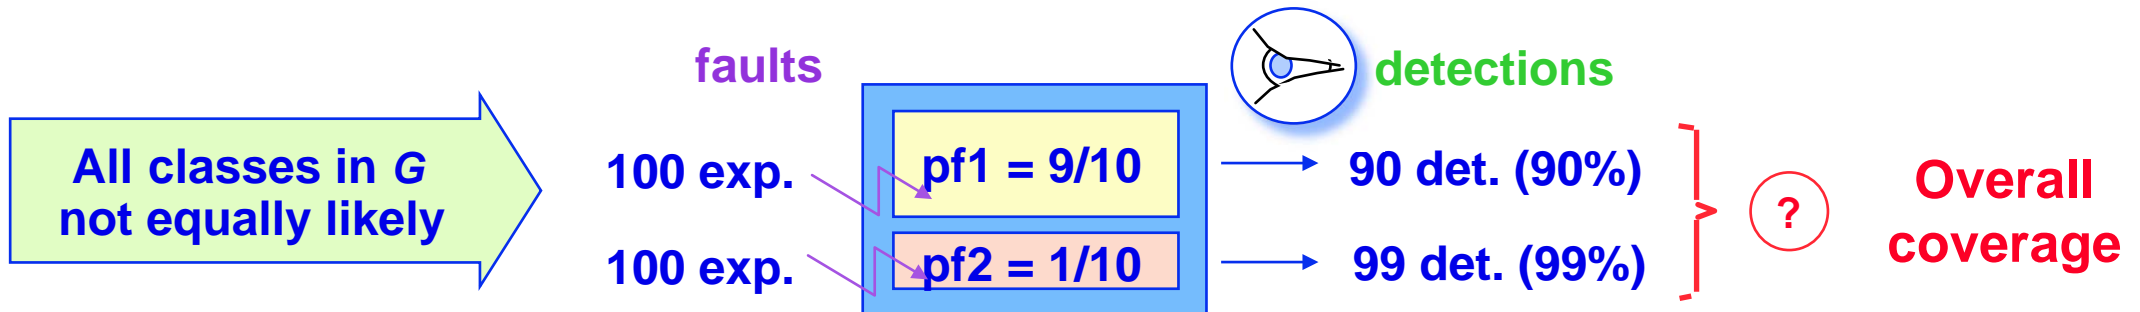 All classes in G
not equally likely
faults
detections
100 exp.
pf1 = 9/10
90 det. (90%)
100 exp.
pf2 = 1/10
99 det. (99%)
?
Overall
coverage